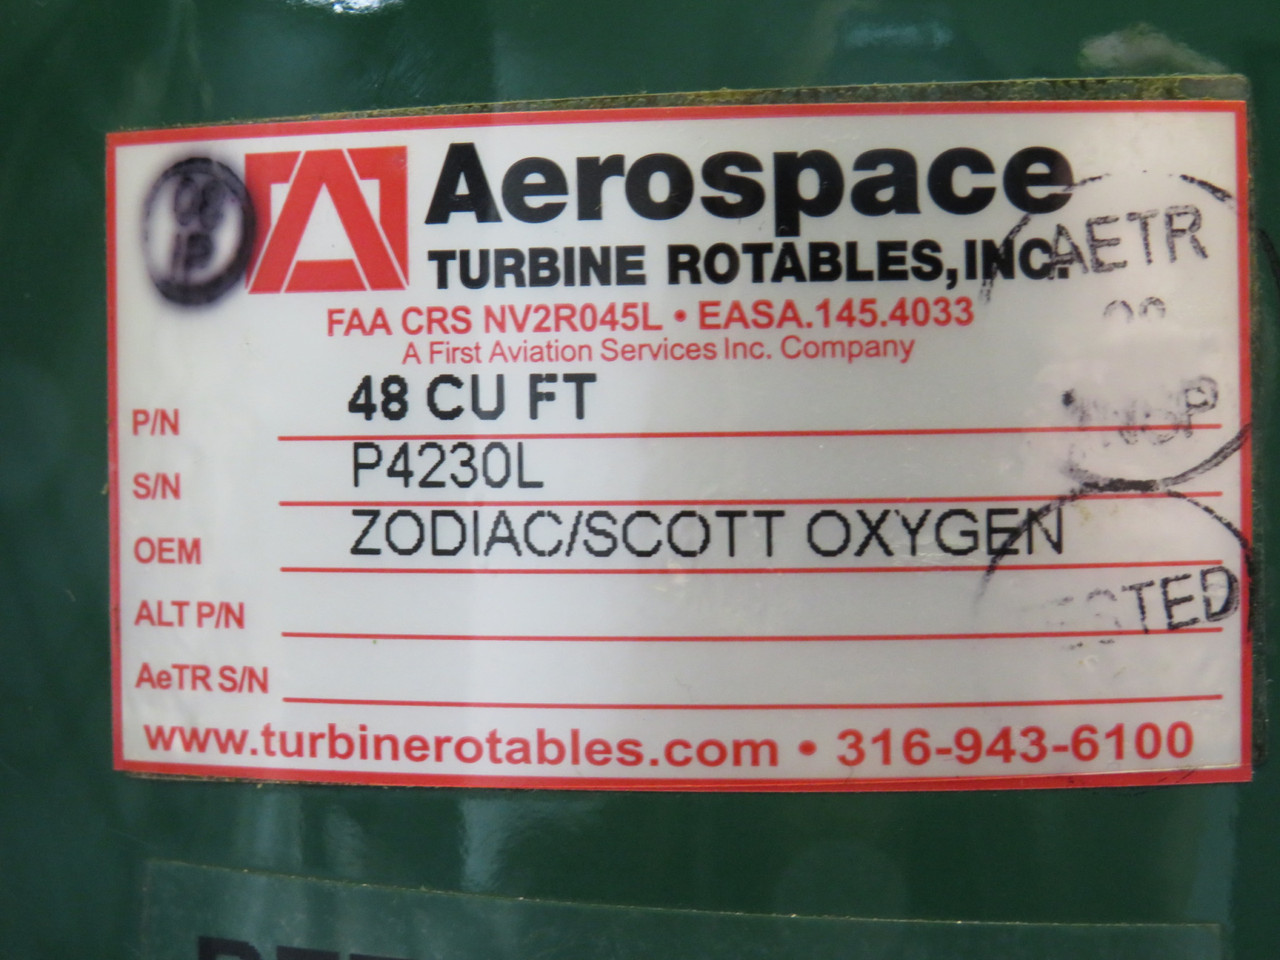 Aerospace
TURBINE ROTABLES, INC.
FAA CRS NV2R045L • EASA.145.4033
A First Aviation Services Inc. Company
P/N 48 CU FT
S/N P4230L
OEM ZODIAC/SCOTT OXYGEN
ALT P/N
AeTR S/N
www.turbinerotables.com • 316-943-6100
AETR
INSP